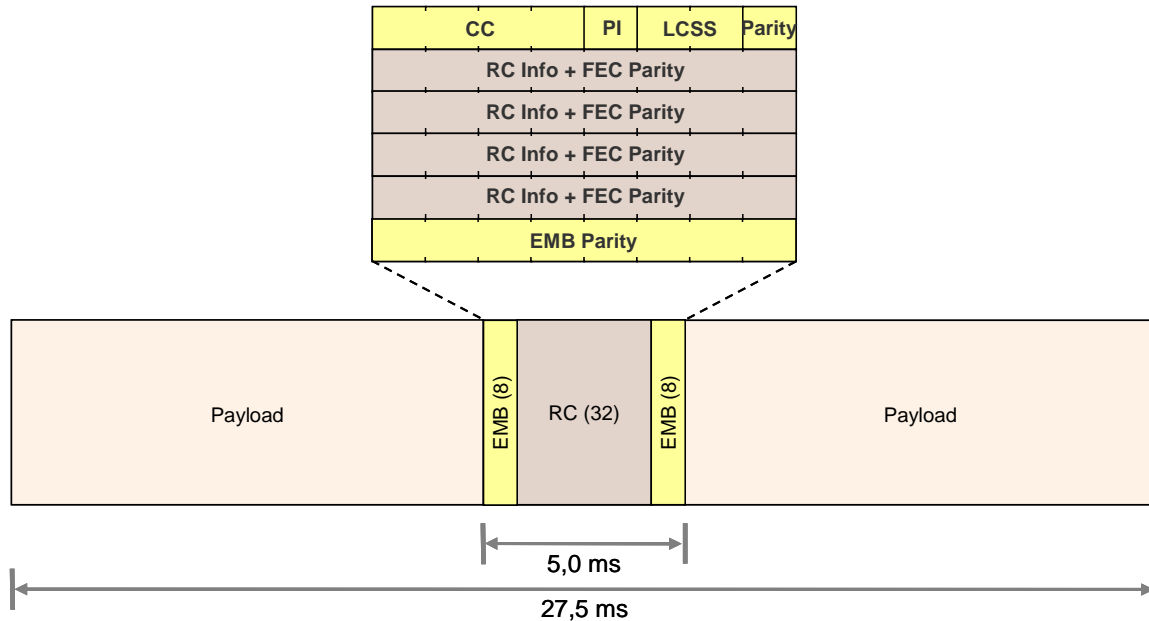 CC PI LCSS Parity
RC Info + FEC Parity
RC Info + FEC Parity
RC Info + FEC Parity
RC Info + FEC Parity
EMB Parity
Payload EMB (8) RC (32) EMB (8) Payload
5,0 ms
27,5 ms